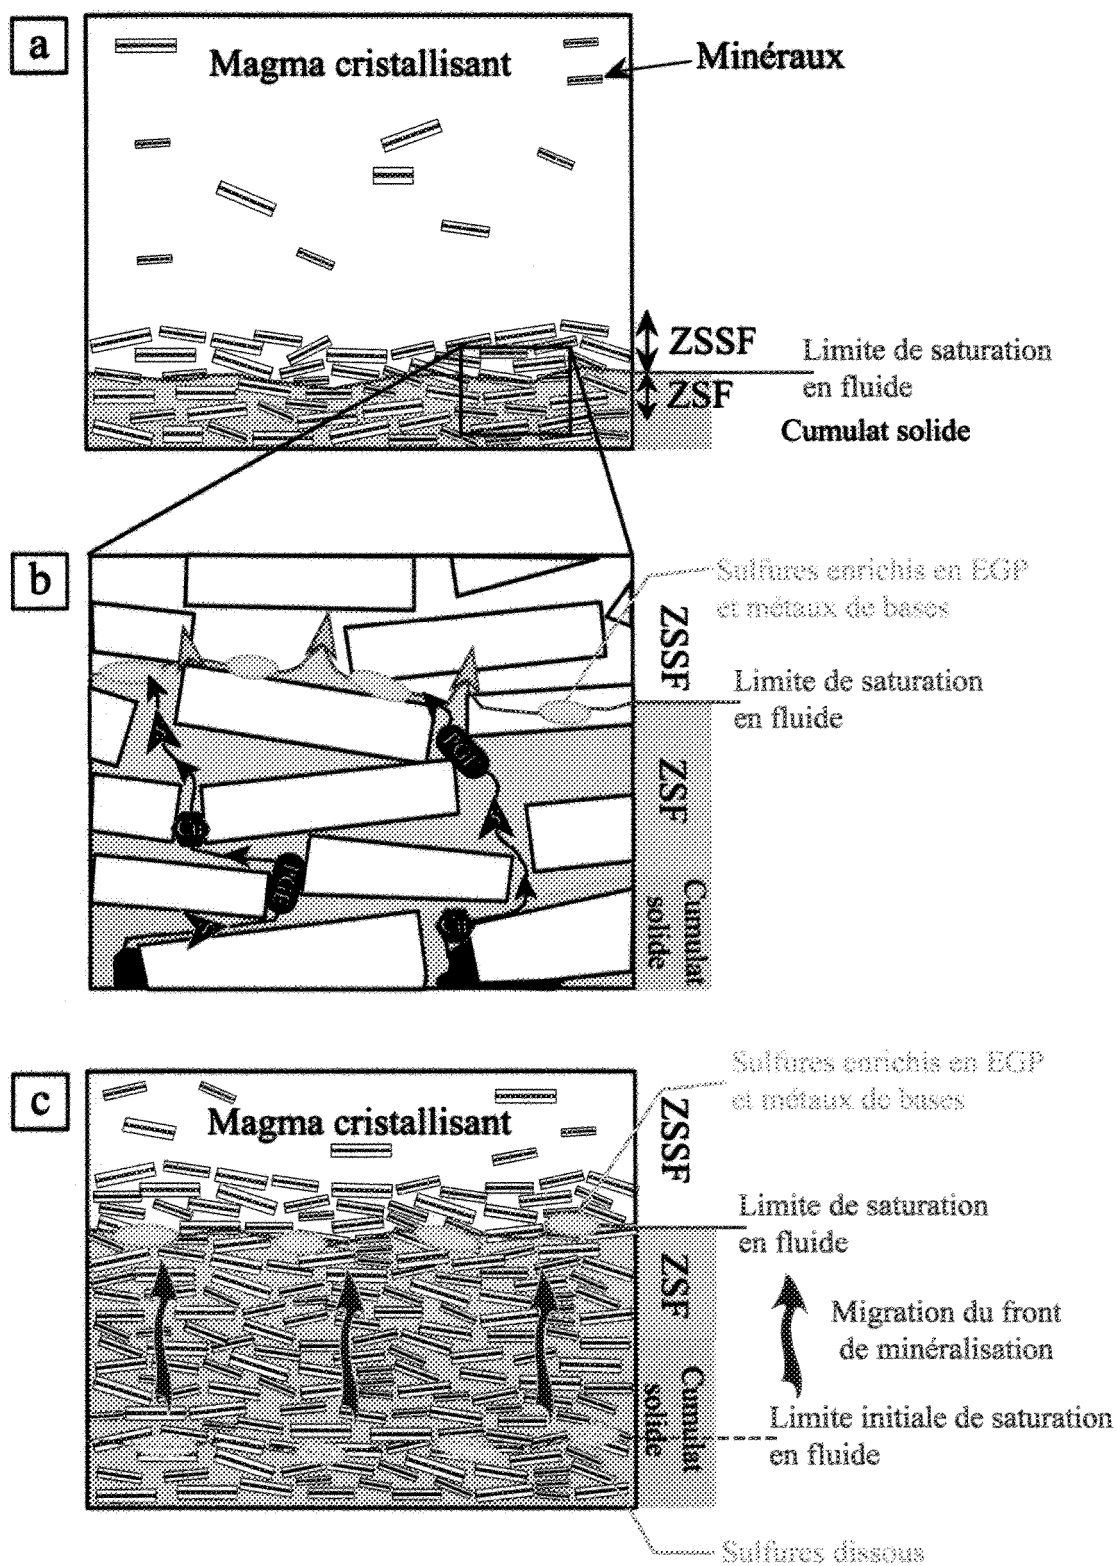 a
Magma cristallisant
Minéraux
ZSSF
Limite de saturation
en fluide
ZSF
Cumulat solide
b
Sulfures enrichis en EGP
et métaux de bases
ZSSF
Limite de saturation
en fluide
ZSF
Cumulat
solide
c
Magma cristallisant
Sulfures enrichis en EGP
et métaux de bases
ZSSF
Limite de saturation
en fluide
ZSF
Migration du front
de minéralisation
Cumulat
solide
Limite initiale de saturation
en fluide
Sulfures dissous